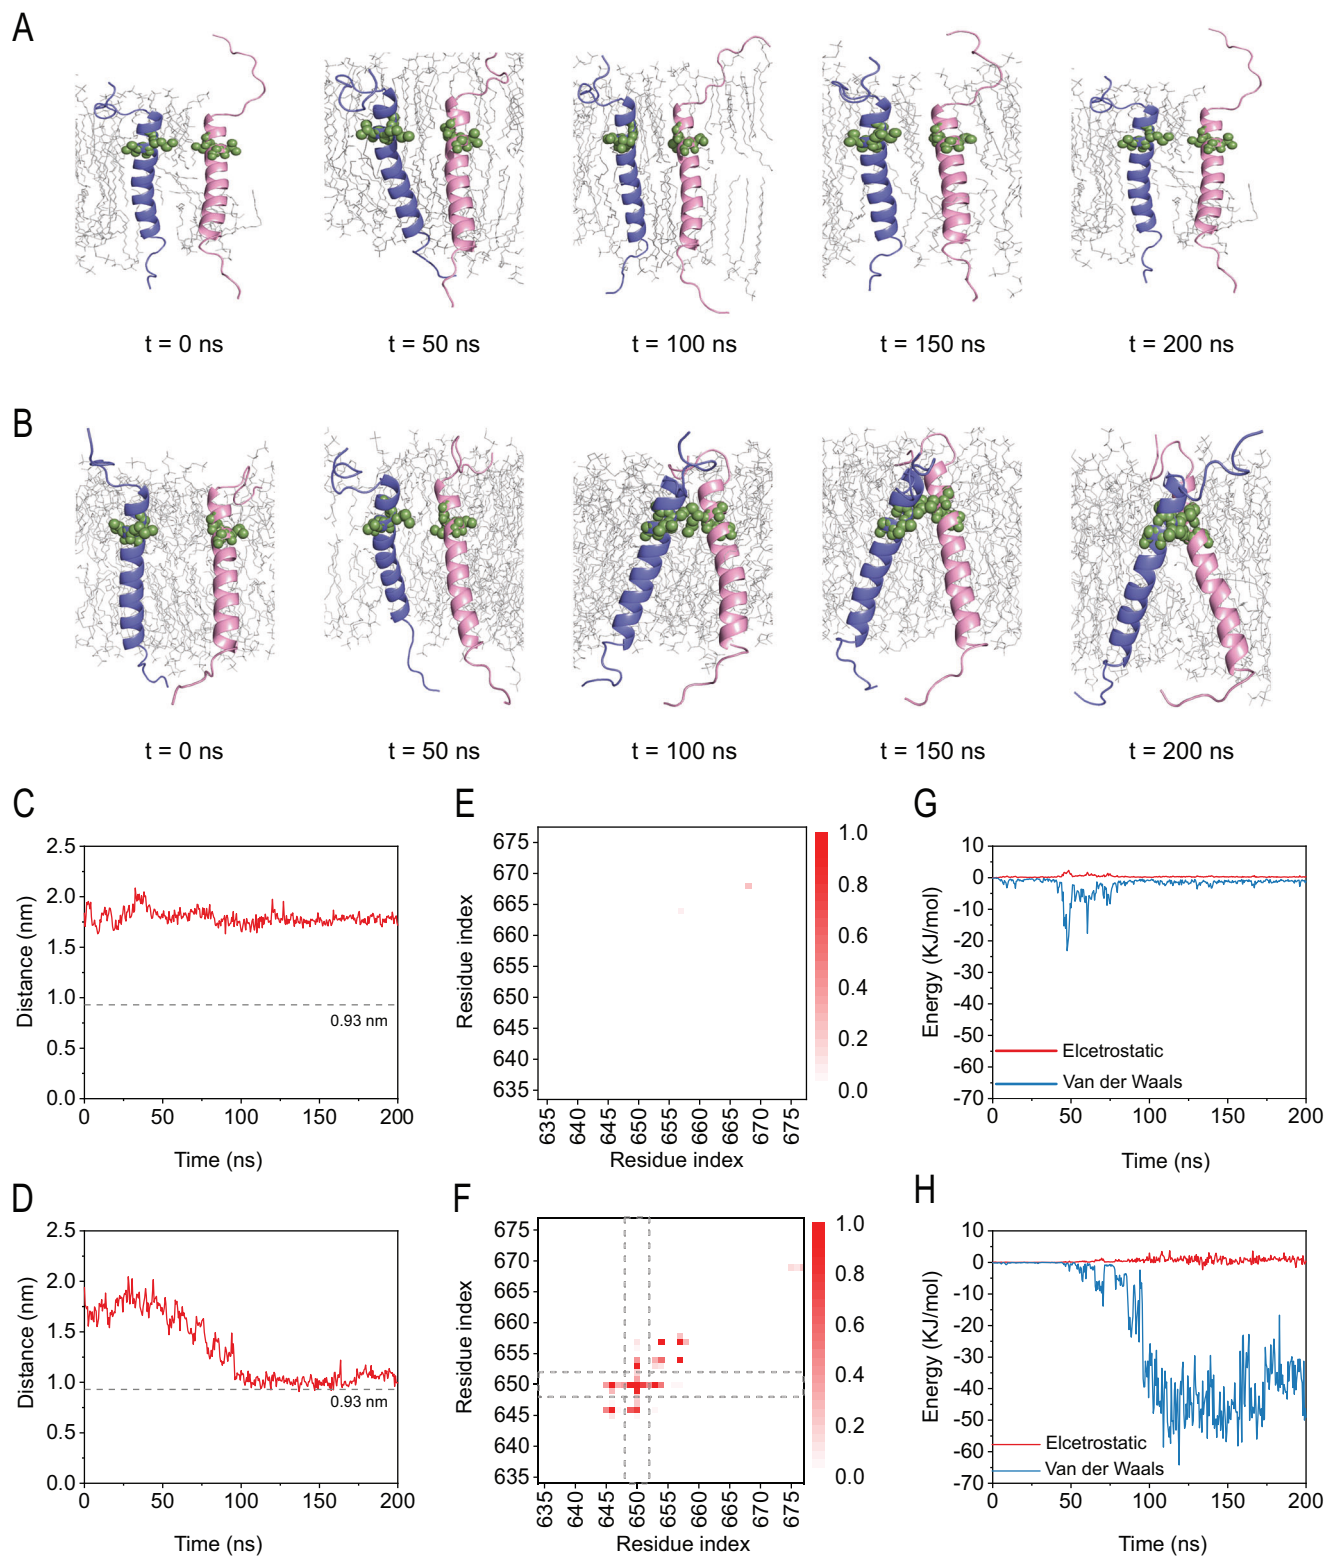 A
t = 0 ns
t = 50 ns
t = 100 ns
t = 150 ns
t = 200 ns
B
t = 0 ns
t = 50 ns
t = 100 ns
t = 150 ns
t = 200 ns
C
Distance (nm)
2.5
2.0
1.5
1.0
0.5
0.0
0.93 nm
0 50 100 150 200
Time (ns)
E
Residue index
675
670
665
660
655
650
645
640
635
635 640 645 650 655 660 665 670 675
Residue index
1.0
0.8
0.6
0.4
0.2
0.0
G
Energy (KJ/mol)
10
0
-10
-20
-30
-40
-50
-60
-70
Elcetrostatic
Van der Waals
0 50 100 150 200
Time (ns)
D
Distance (nm)
2.5
2.0
1.5
1.0
0.5
0.0
0.93 nm
0 50 100 150 200
Time (ns)
F
Residue index
675
670
665
660
655
650
645
640
635
635 640 645 650 655 660 665 670 675
Residue index
1.0
0.8
0.6
0.4
0.2
0.0
H
Energy (KJ/mol)
10
0
-10
-20
-30
-40
-50
-60
-70
Elcetrostatic
Van der Waals
0 50 100 150 200
Time (ns)